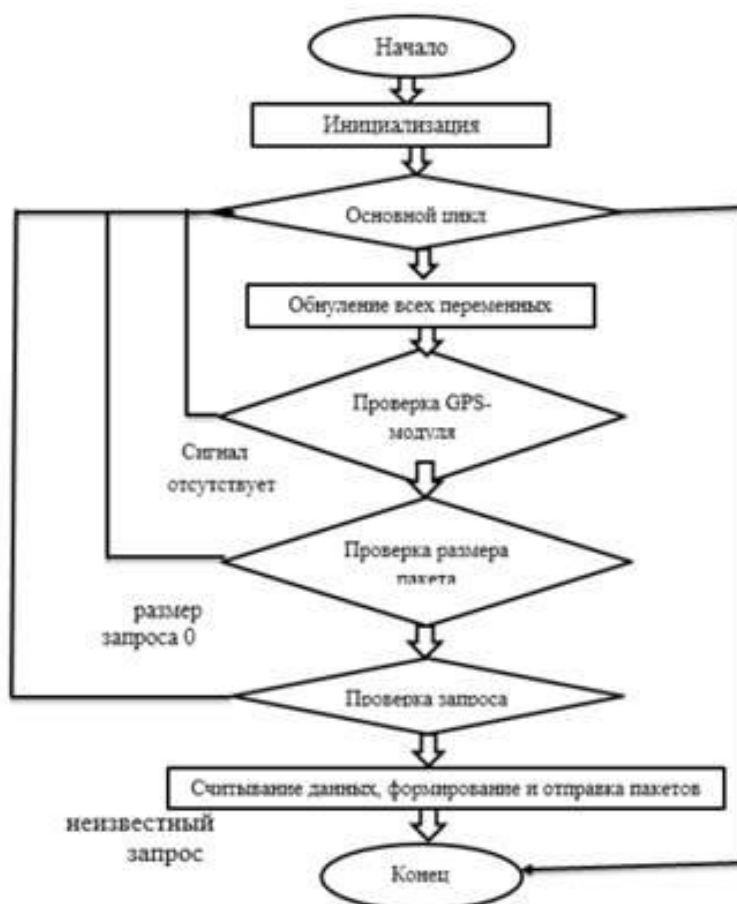 Начало
Инициализация
Основной цикл
Обнуление всех переменных
Проверка GPS-
модуля
Сигнал
отсутствует
Проверка размера
пакета
размер
запроса 0
Проверка запроса
Считывание данных, формирование и отправка пакетов
неизвестный
запрос
Конец